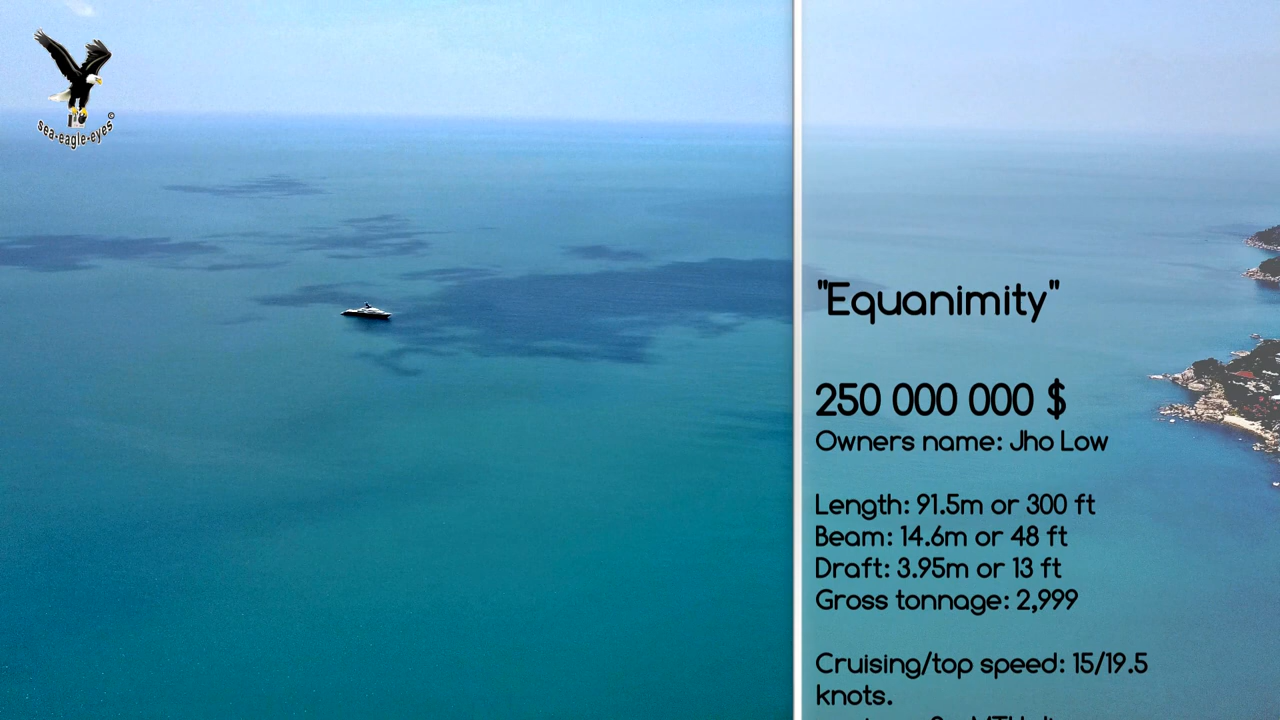 sea-eagle-eyes©
"Equanimity"
250 000 000 $
Owners name: Jho Low
Length: 91.5m or 300 ft
Beam: 14.6m or 48 ft
Draft: 3.95m or 13 ft
Gross tonnage: 2,999
Cruising/top speed: 15/19.5
knots.